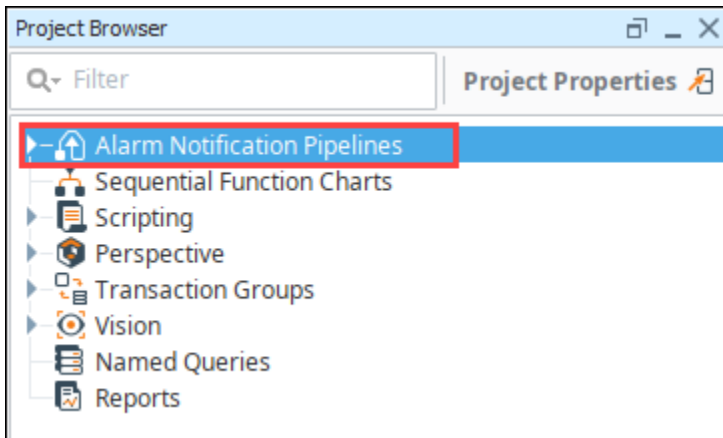 Project Browser
Filter
Project Properties
Alarm Notification Pipelines
Sequential Function Charts
Scripting
Perspective
Transaction Groups
Vision
Named Queries
Reports